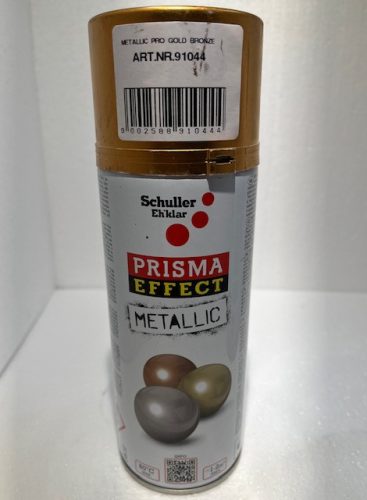 METALLIC PRO GOLD BRONZE
ART.NR.91044
9 002588 910444
Schuller
Eh'klar
PRISMA
EFFECT
METALLIC